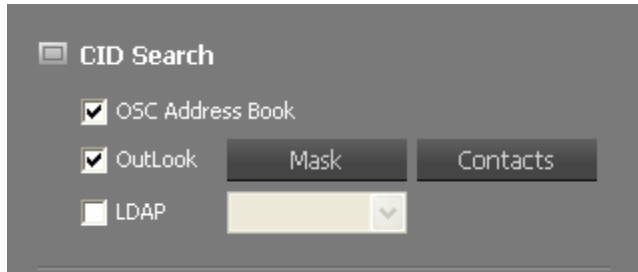 CID Search
OSC Address Book
OutLook Mask Contacts
LDAP